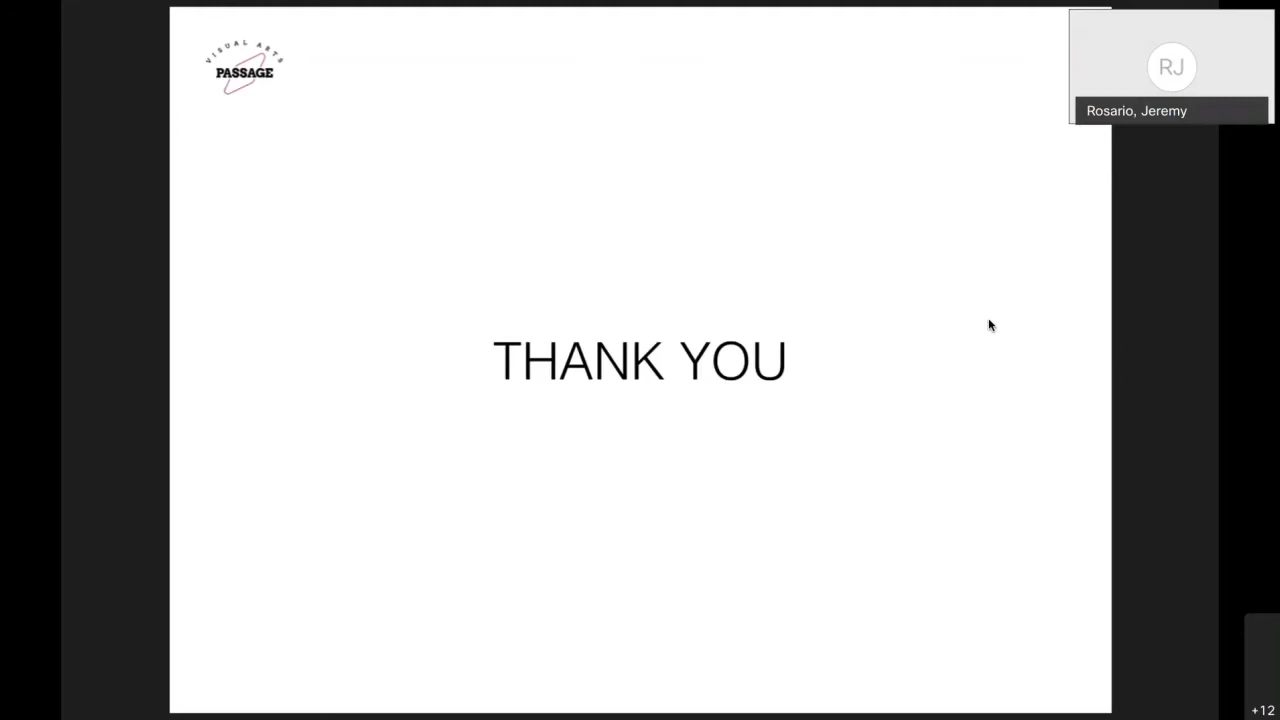 VISUAL ARTS
PASSAGE
RJ
Rosario, Jeremy
THANK YOU
+12